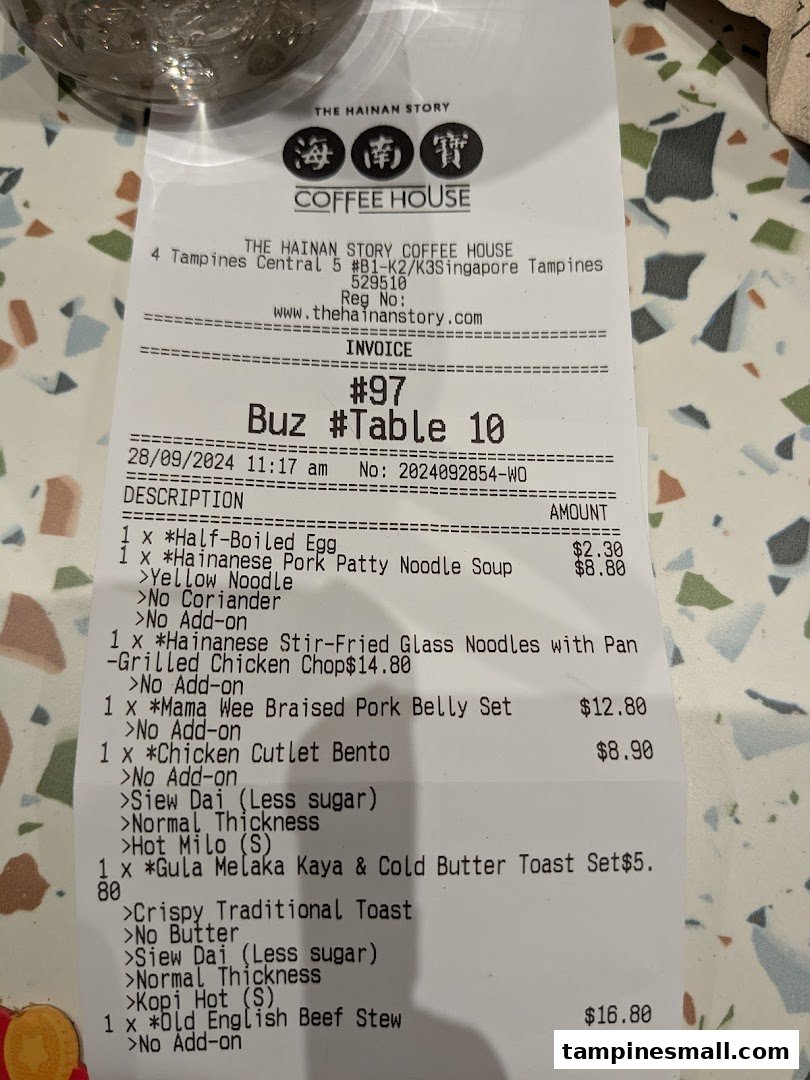 THE HAINAN STORY
海 南 寶
COFFEE HOUSE
THE HAINAN STORY COFFEE HOUSE
4 Tampines Central 5 #B1-K2/K3Singapore Tampines
529510
Reg No:
www.thehainanstory.com
INVOICE
#97
Buz #Table 10
28/09/2024 11:17 am No: 2024092854-WO
DESCRIPTION AMOUNT
1 x *Half-Boiled Egg $2.30
1 x *Hainanese Pork Patty Noodle Soup $8.80
>Yellow Noodle
>No Coriander
>No Add-on
1 x *Hainanese Stir-Fried Glass Noodles with Pan
-Grilled Chicken Chop$14.80
>No Add-on
1 x *Mama Wee Braised Pork Belly Set $12.80
>No Add-on
1 x *Chicken Cutlet Bento $8.90
>No Add-on
>Siew Dai (Less sugar)
>Normal Thickness
>Hot Milo (S)
1 x *Gula Melaka Kaya & Cold Butter Toast Set$5.
80
>Crispy Traditional Toast
>No Butter
>Siew Dai (Less sugar)
>Normal Thickness
>Kopi Hot (S)
1 x *Old English Beef Stew $16.80
>No Add-on
tampinesmall.com